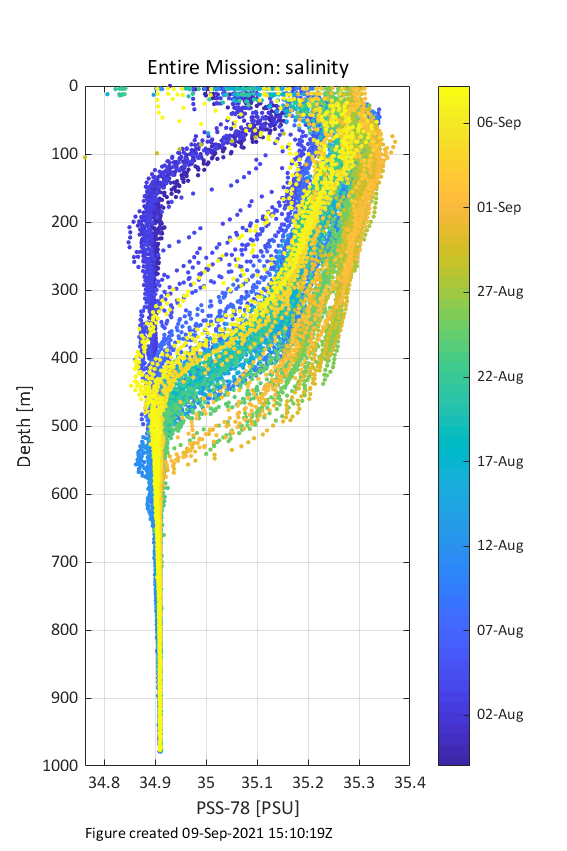 Entire Mission: salinity
0
100
200
300
400
500
600
700
800
900
1000
Depth [m]
34.8 34.9 35 35.1 35.2 35.3 35.4
PSS-78 [PSU]
06-Sep
01-Sep
27-Aug
22-Aug
17-Aug
12-Aug
07-Aug
02-Aug
Figure created 09-Sep-2021 15:10:19Z